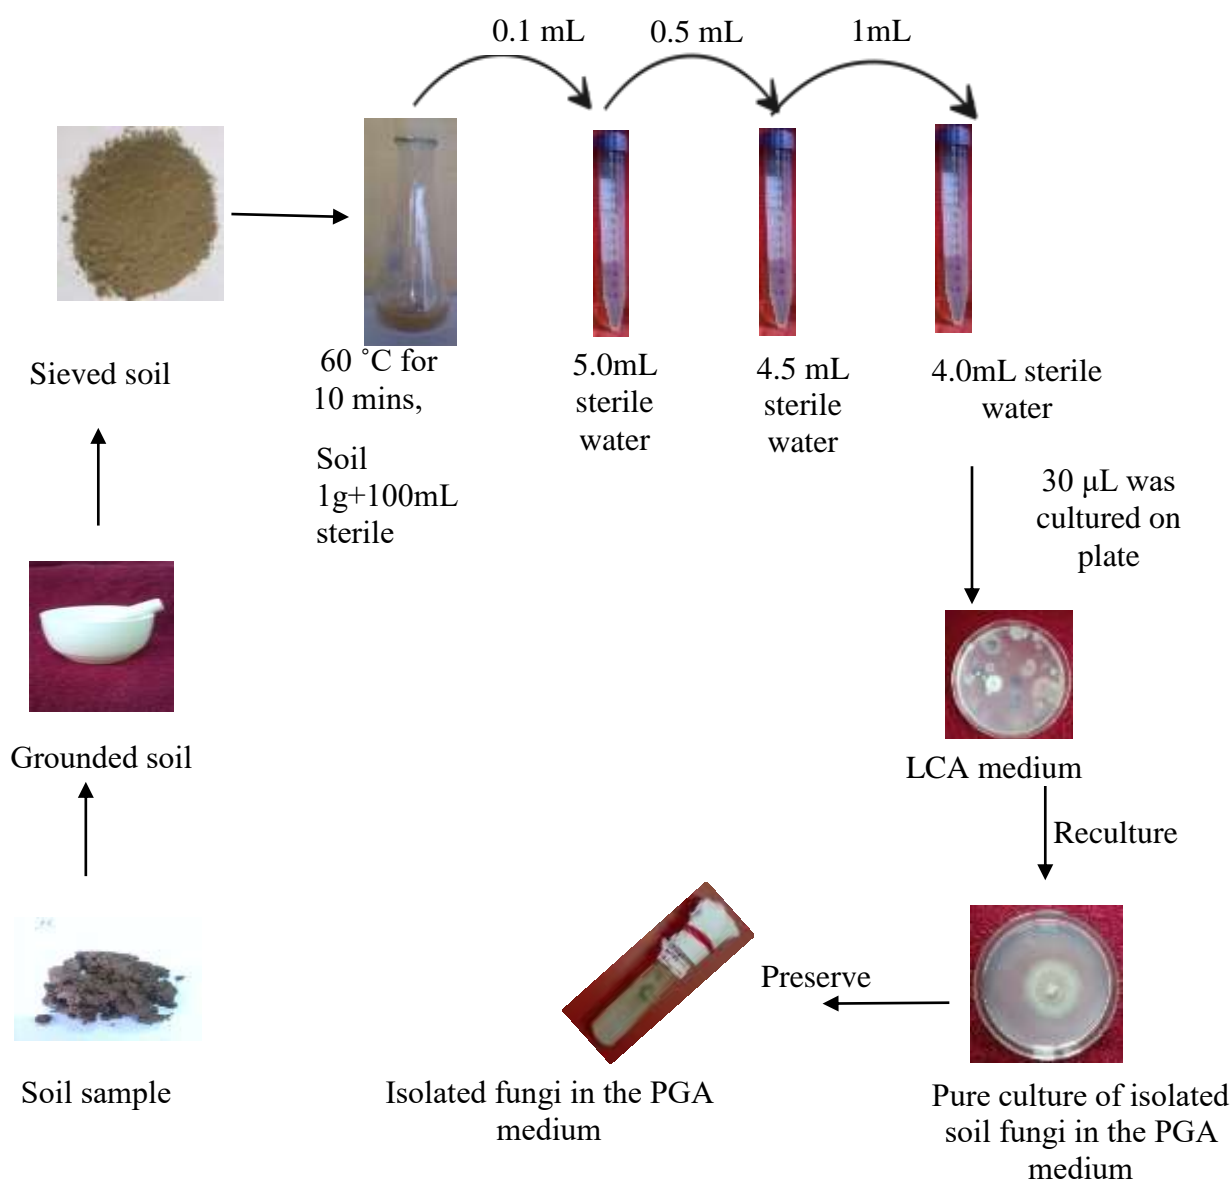 0.1 mL
0.5 mL
1mL
Sieved soil
60 ˚C for
10 mins,
Soil
1g+100mL
sterile
5.0mL
sterile
water
4.5 mL
sterile
water
4.0mL sterile
water
30 μL was
cultured on
plate
Grounded soil
LCA medium
Reculture
Preserve
Soil sample
Isolated fungi in the PGA
medium
Pure culture of isolated
soil fungi in the PGA
medium